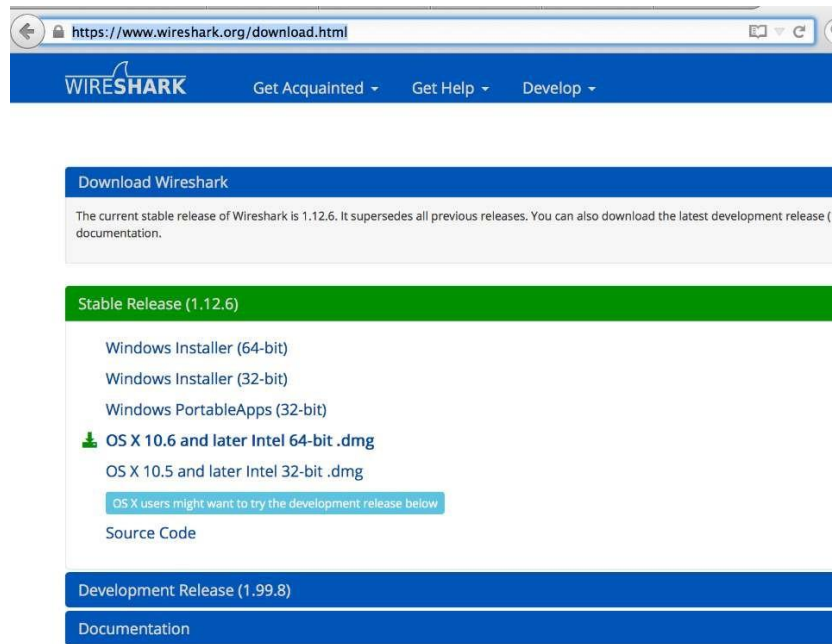 https://www.wireshark.org/download.html
WIRESHARK
Get Acquainted Get Help Develop
Download Wireshark
The current stable release of Wireshark is 1.12.6. It supersedes all previous releases. You can also download the latest development release (
documentation.
Stable Release (1.12.6)
Windows Installer (64-bit)
Windows Installer (32-bit)
Windows PortableApps (32-bit)
OS X 10.6 and later Intel 64-bit .dmg
OS X 10.5 and later Intel 32-bit .dmg
OS X users might want to try the development release below
Source Code
Development Release (1.99.8)
Documentation